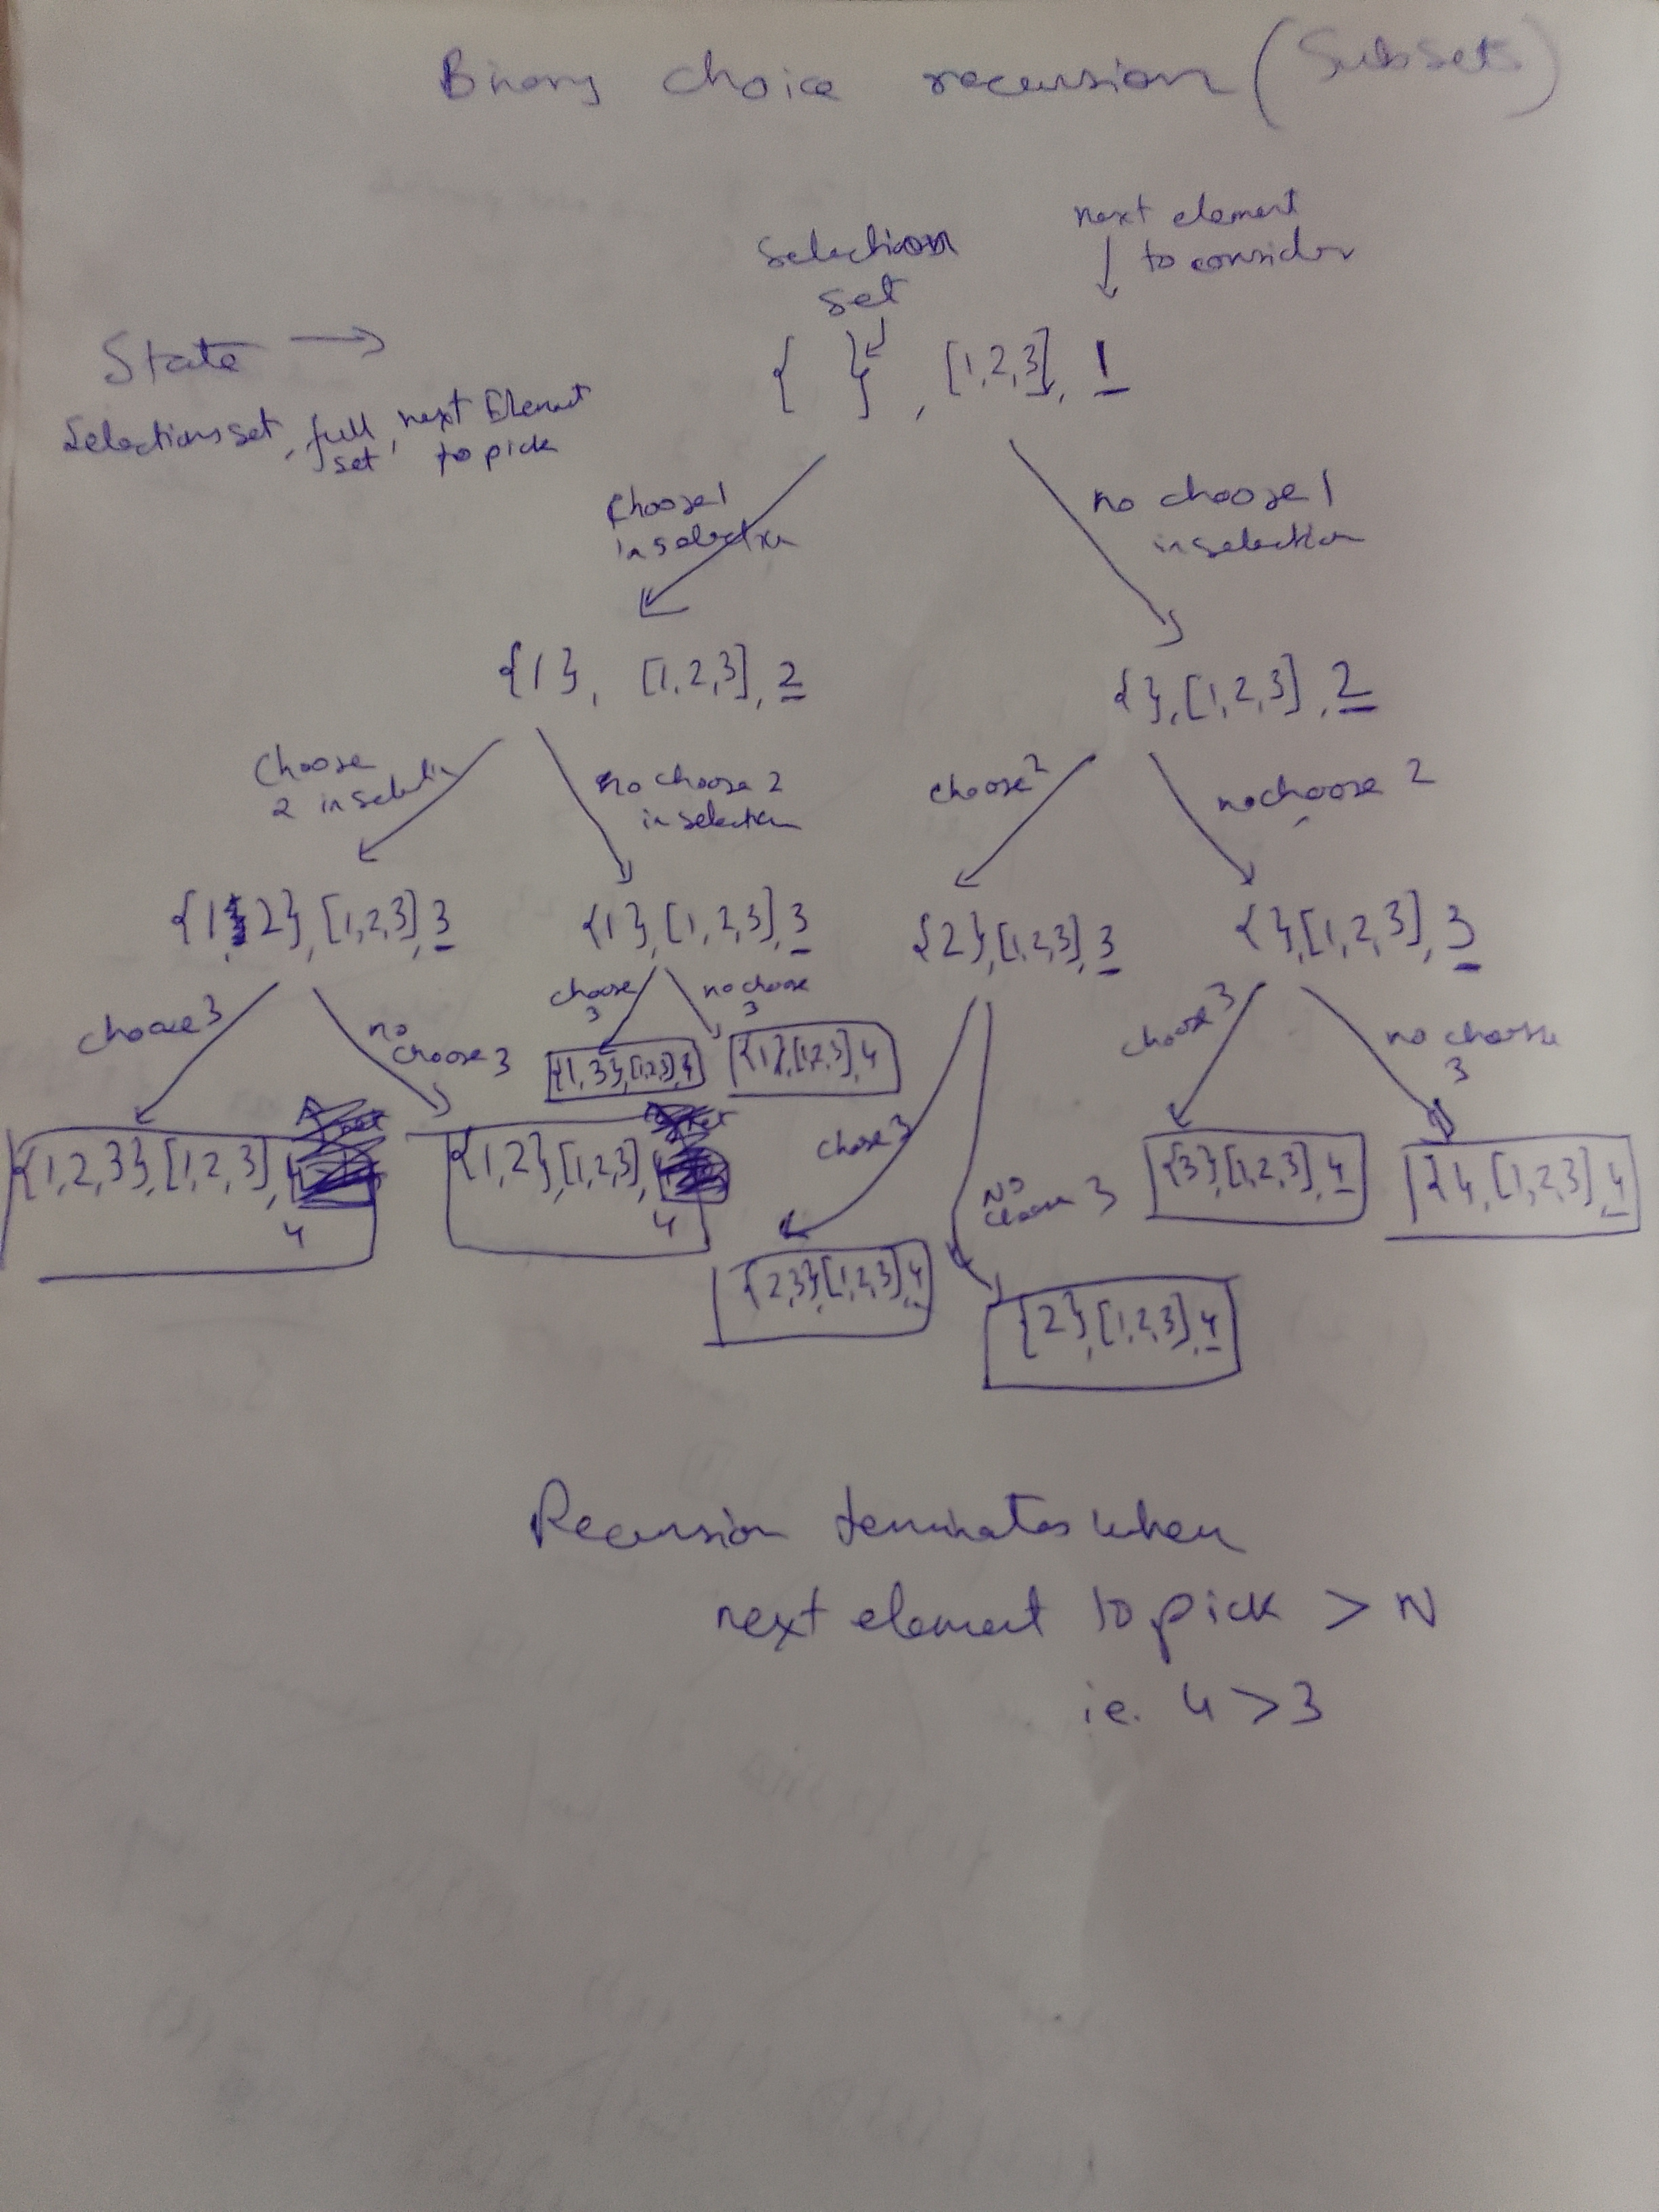 Binary choice recursion (Subsets)
next element
to consider
selection
set
State →
Selections set, full set, next Element to pick
{ }, [1,2,3], 1
choose 1
in selection
no choose 1
in selection
{1}, [1,2,3], 2
{}, [1,2,3], 2
choose
2 in selectin
no choose 2
in selection
choose 2
no choose 2
{1,2}, [1,2,3], 3
{1}, [1,2,3], 3
{2}, [1,2,3], 3
{}, [1,2,3], 3
choose 3
no
choose 3
choose
3
no choose
3
choose 3
no choose
3
{1,3}, [1,2,3], 4
{1}, [1,2,3], 4
{1,2,3}, [1,2,3],
4
{1,2}, [1,2,3],
4
chose 3
no
choose 3
{3}, [1,2,3], 4
{}, [1,2,3], 4
{2,3}, [1,2,3], 4
{2}, [1,2,3], 4
Recursion terminates when
next element to pick > N
ie. 4 > 3